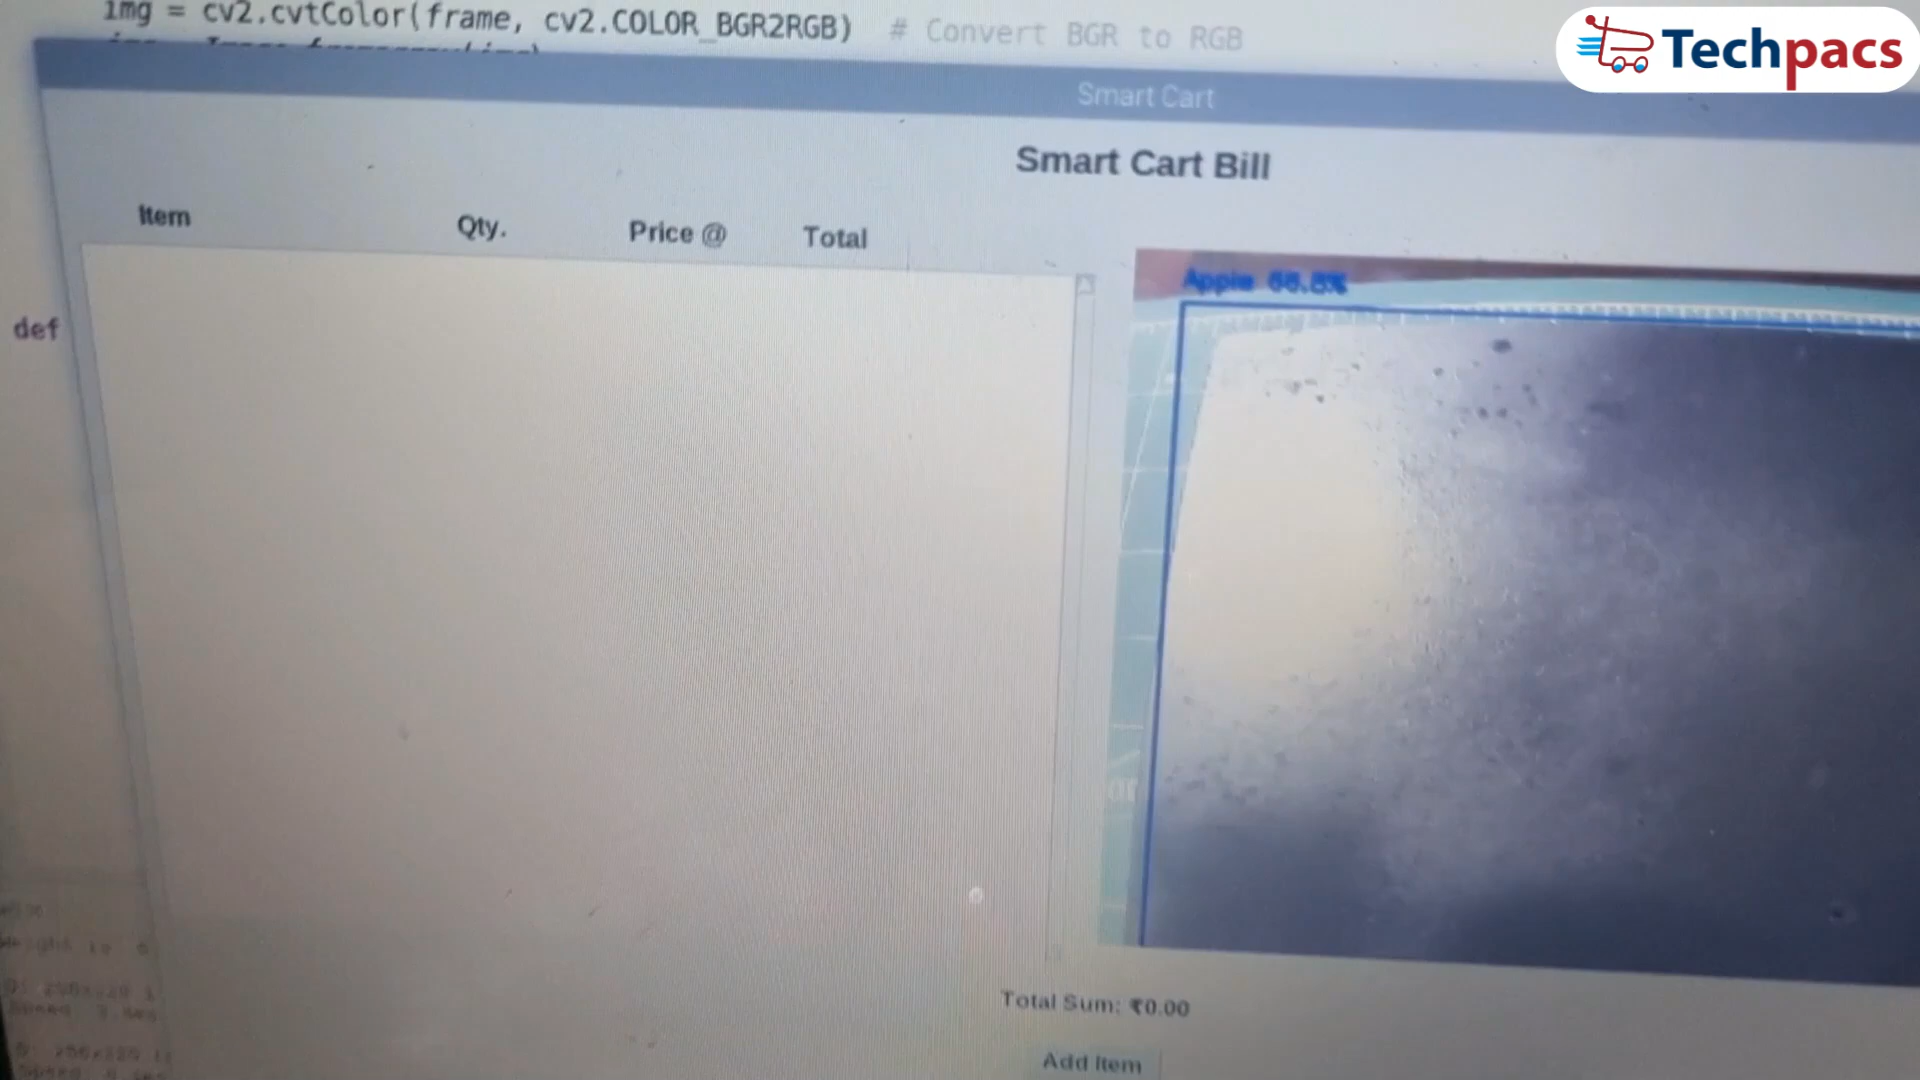 img = cv2.cvtColor(frame, cv2.COLOR_BGR2RGB) # Convert BGR to RGB
Techpacs
Smart Cart
Smart Cart Bill
Item Qty. Price @ Total
Apple
def
Total Sum: ₹0.00
Add Item